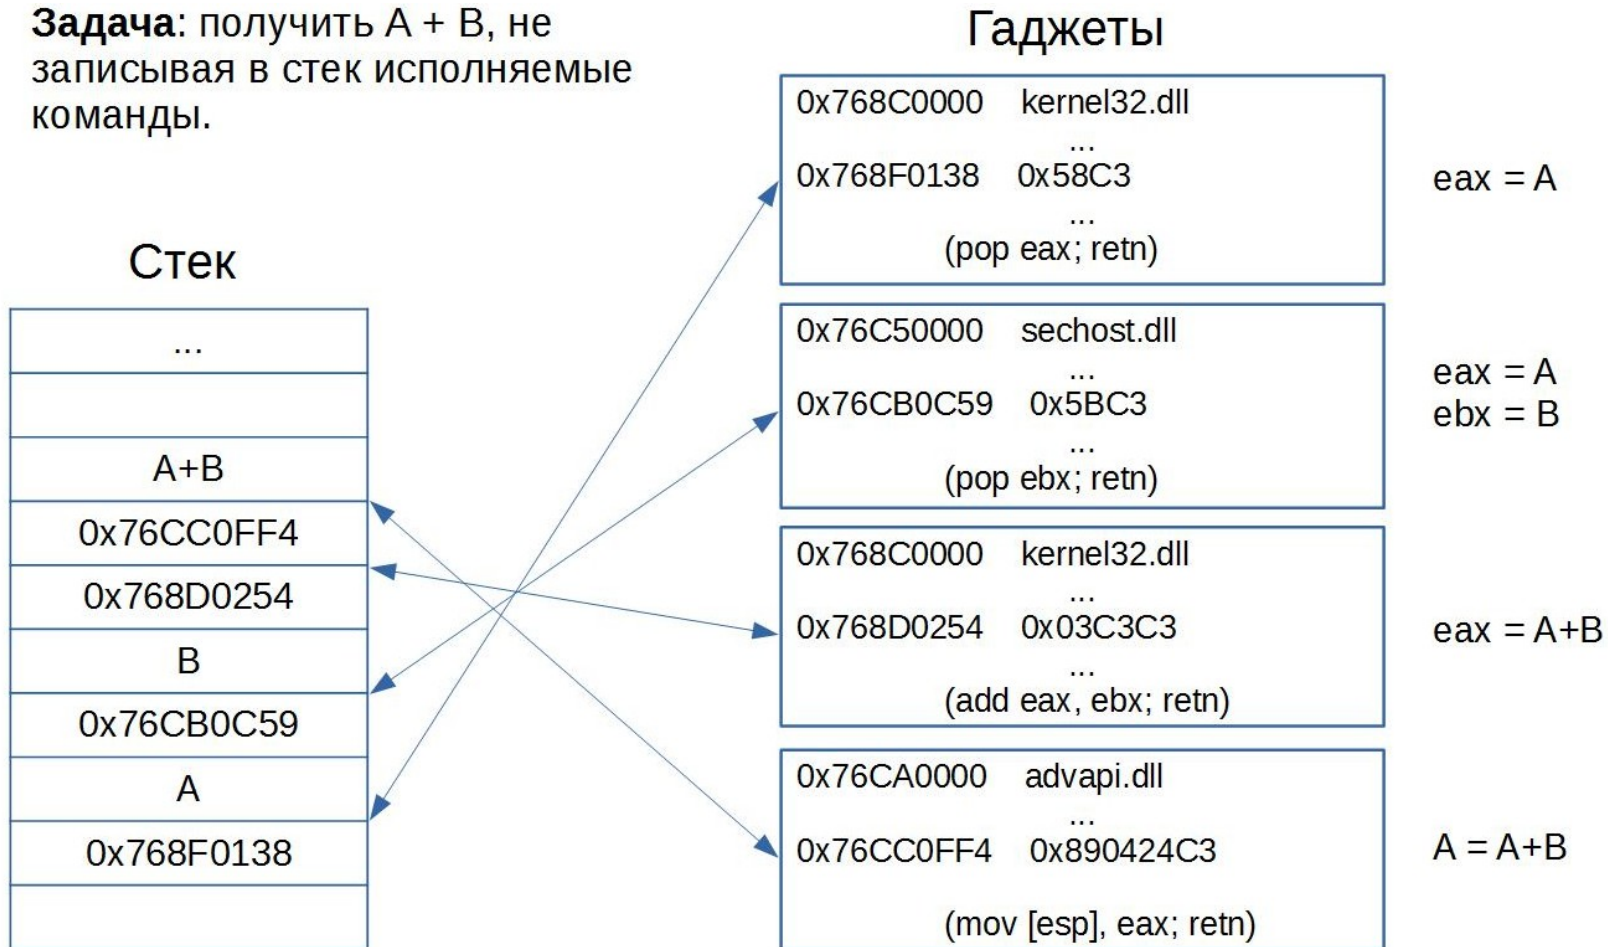 Задача: получить A + B, не
записывая в стек исполняемые
команды.
Стек
...
A+B
0x76CC0FF4
0x768D0254
B
0x76CB0C59
A
0x768F0138
Гаджеты
0x768C0000 kernel32.dll
...
0x768F0138 0x58C3
...
(pop eax; retn)
eax = A
0x76C50000 sechost.dll
...
0x76CB0C59 0x5BC3
...
(pop ebx; retn)
eax = A
ebx = B
0x768C0000 kernel32.dll
...
0x768D0254 0x03C3C3
...
(add eax, ebx; retn)
eax = A+B
0x76CA0000 advapi.dll
...
0x76CC0FF4 0x890424C3
(mov [esp], eax; retn)
A = A+B